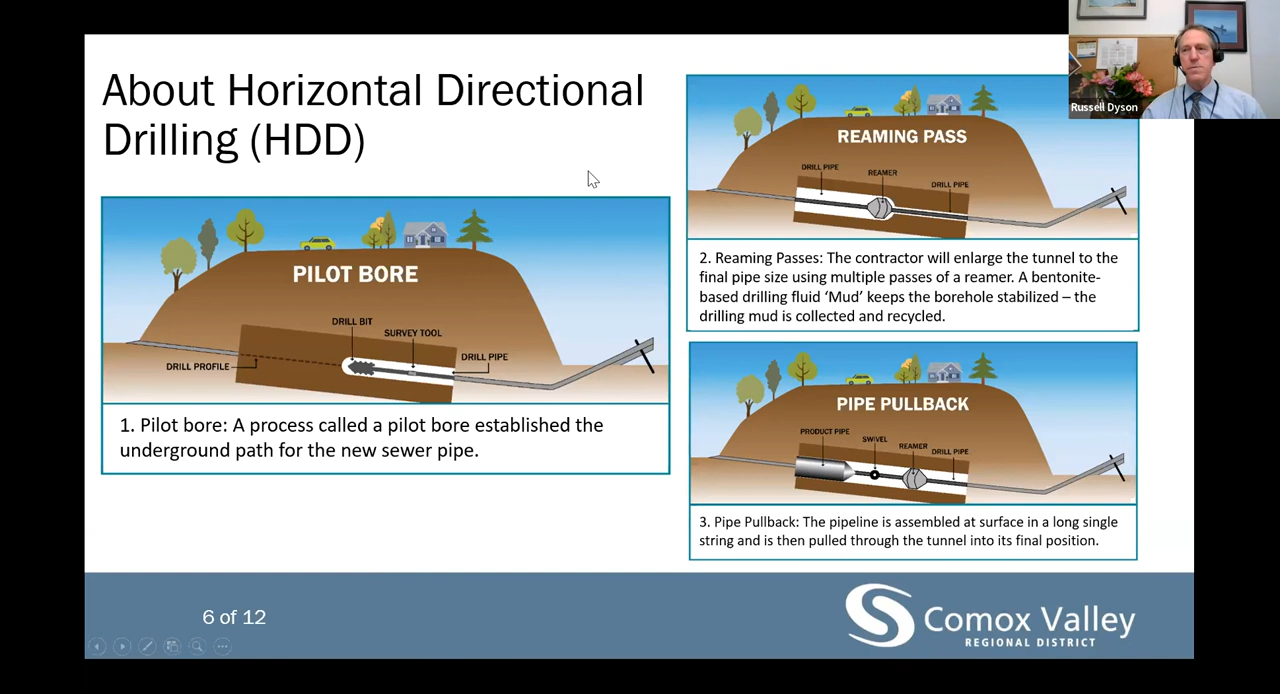 About Horizontal Directional
Drilling (HDD)
PILOT BORE
DRILL BIT
SURVEY TOOL
DRILL PIPE
DRILL PROFILE
1. Pilot bore: A process called a pilot bore established the
underground path for the new sewer pipe.
REAMING PASS
DRILL PIPE
REAMER
DRILL PIPE
2. Reaming Passes: The contractor will enlarge the tunnel to the
final pipe size using multiple passes of a reamer. A bentonite-
based drilling fluid ‘Mud’ keeps the borehole stabilized – the
drilling mud is collected and recycled.
PIPE PULLBACK
PRODUCT PIPE
SWIVEL
REAMER
DRILL PIPE
3. Pipe Pullback: The pipeline is assembled at surface in a long single
string and is then pulled through the tunnel into its final position.
Russell Dyson
6 of 12
Comox Valley
REGIONAL DISTRICT